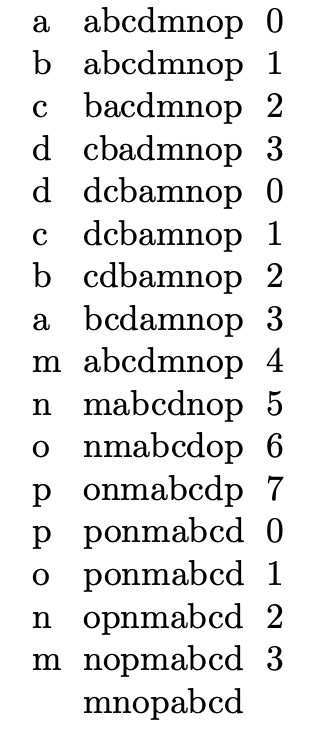 a abcdmnop 0
b abcdmnop 1
c bacdmnop 2
d cbadmnop 3
d dcbamnop 0
c dcbamnop 1
b cdbamnop 2
a bcdamnop 3
m abcdmnop 4
n mabcdnop 5
o nmabcdop 6
p onmabcdp 7
p ponmabcd 0
o ponmabcd 1
n opnmabcd 2
m nopmabcd 3
mnopabcd